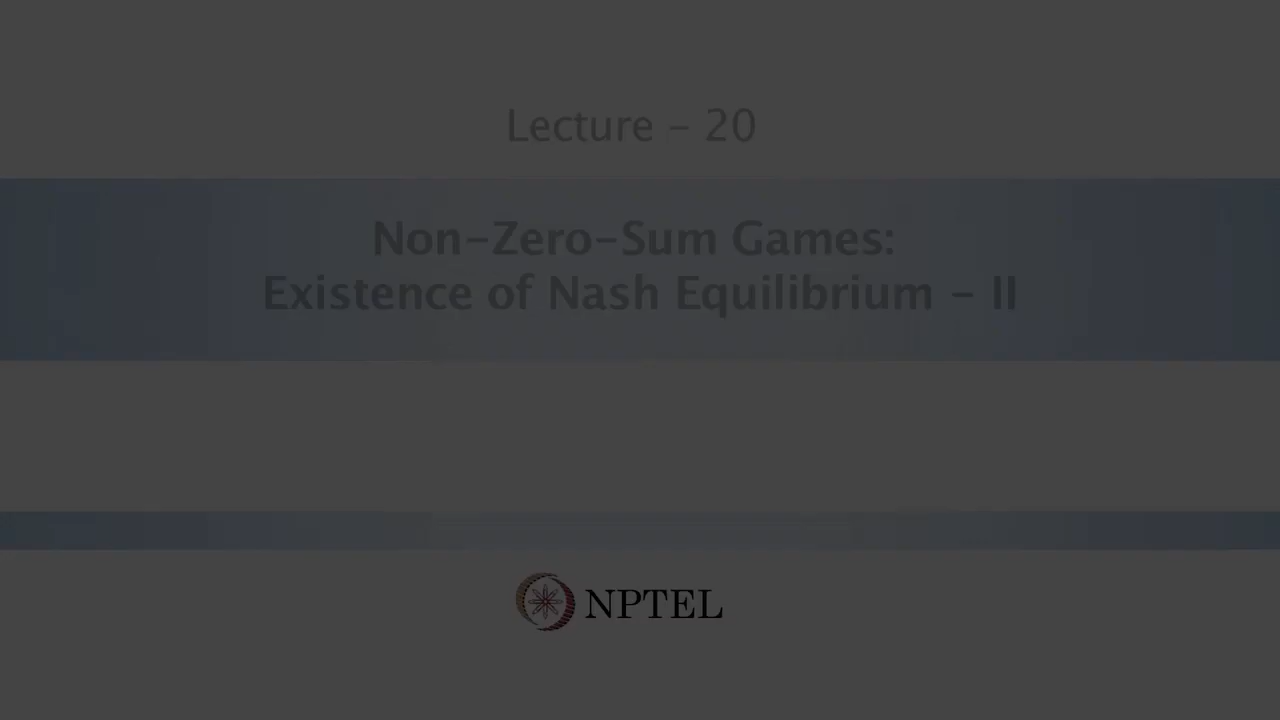 Lecture – 20
Non-Zero-Sum Games:
Existence of Nash Equilibrium – II
NPTEL